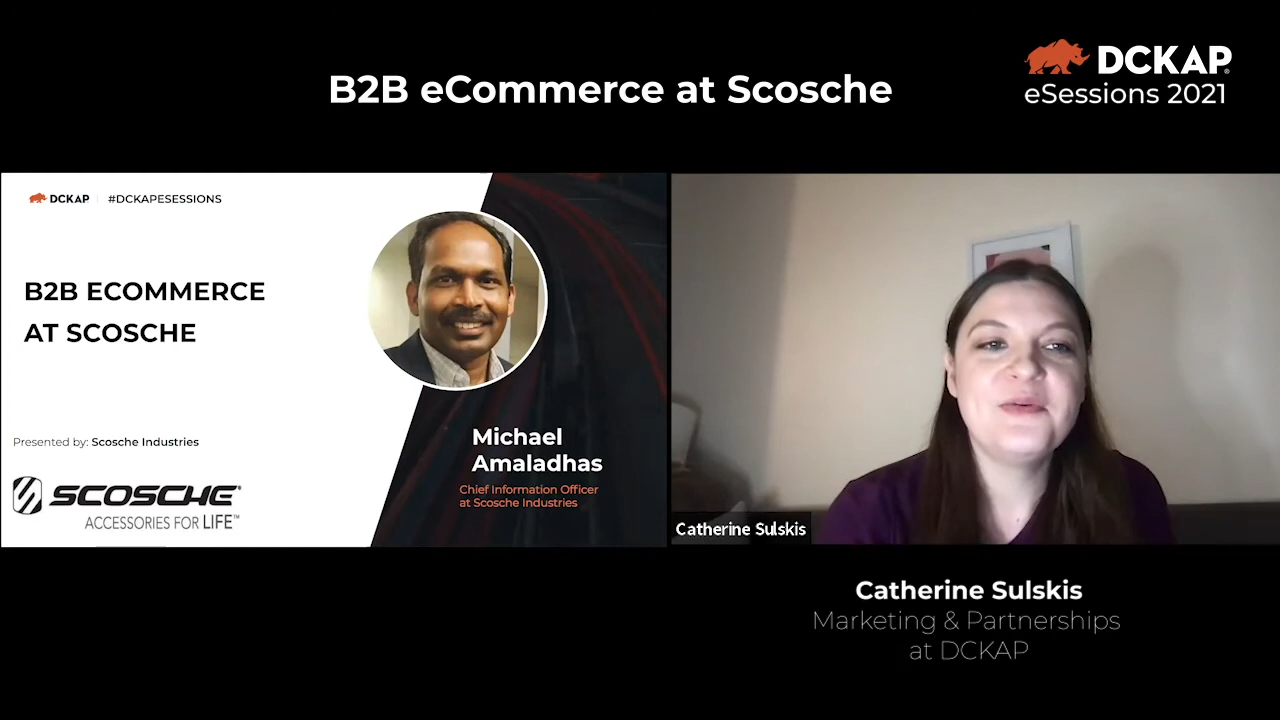 B2B eCommerce at Scosche
DCKAP
eSessions 2021
DCKAP #DCKAPESESSIONS
B2B ECOMMERCE
AT SCOSCHE
Presented by: Scosche Industries
SCOSCHE
ACCESSORIES FOR LIFE™
Michael
Amaladhas
Chief Information Officer
at Scosche Industries
Catherine Sulskis
Catherine Sulskis
Marketing & Partnerships
at DCKAP